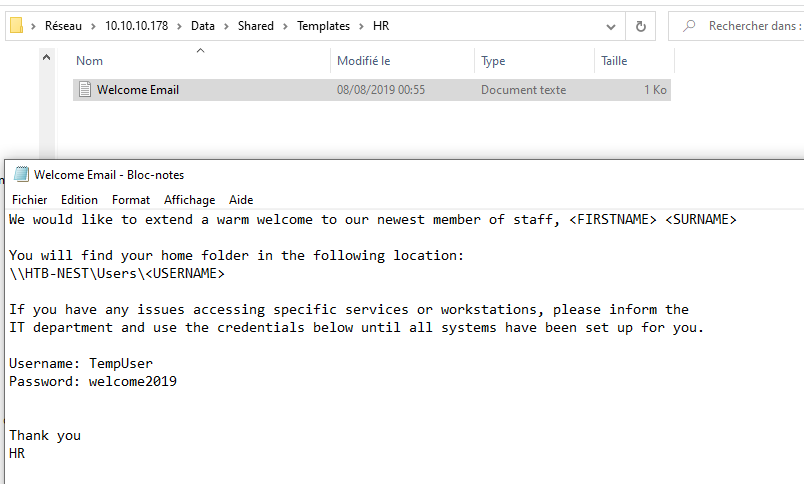 Réseau > 10.10.10.178 > Data > Shared > Templates > HR
Rechercher dans :
Nom Modifié le Type Taille
Welcome Email 08/08/2019 00:55 Document texte 1 Ko
Welcome Email - Bloc-notes
Fichier Edition Format Affichage Aide
We would like to extend a warm welcome to our newest member of staff, <FIRSTNAME> <SURNAME>
You will find your home folder in the following location:
\\HTB-NEST\Users\<USERNAME>
If you have any issues accessing specific services or workstations, please inform the
IT department and use the credentials below until all systems have been set up for you.
Username: TempUser
Password: welcome2019
Thank you
HR